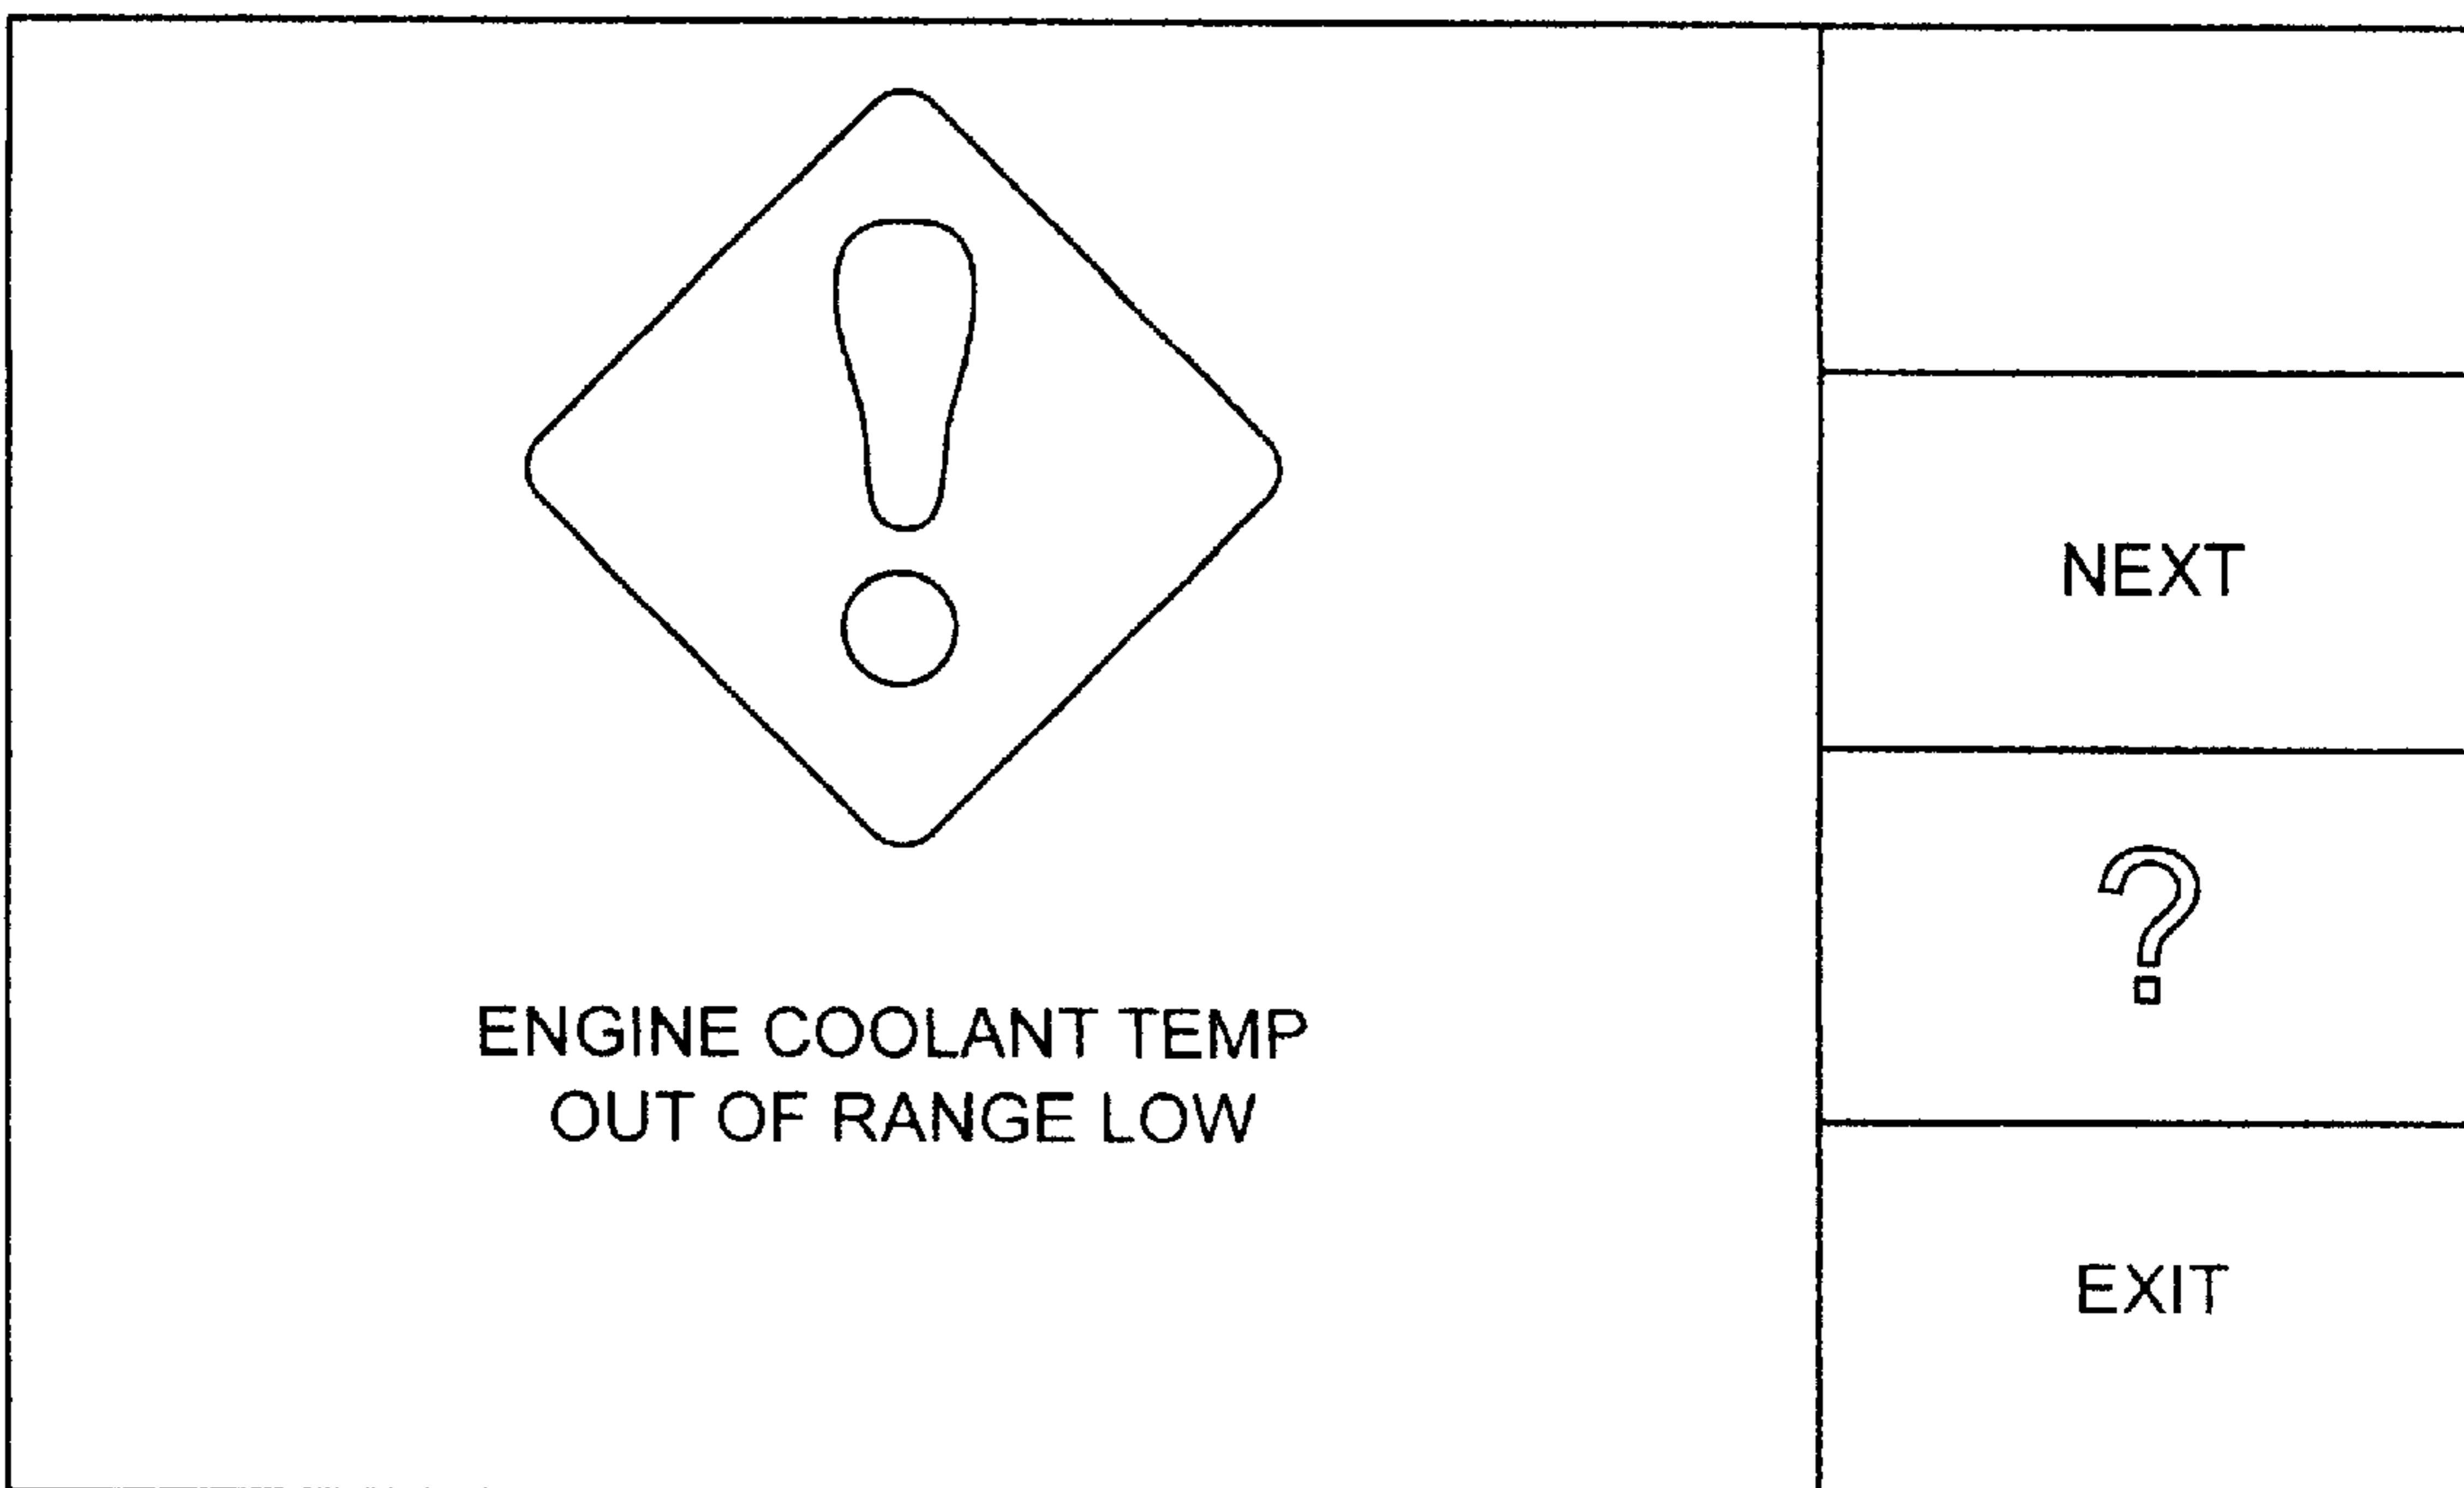 ENGINE COOLANT TEMP
OUT OF RANGE LOW
NEXT
?
EXIT